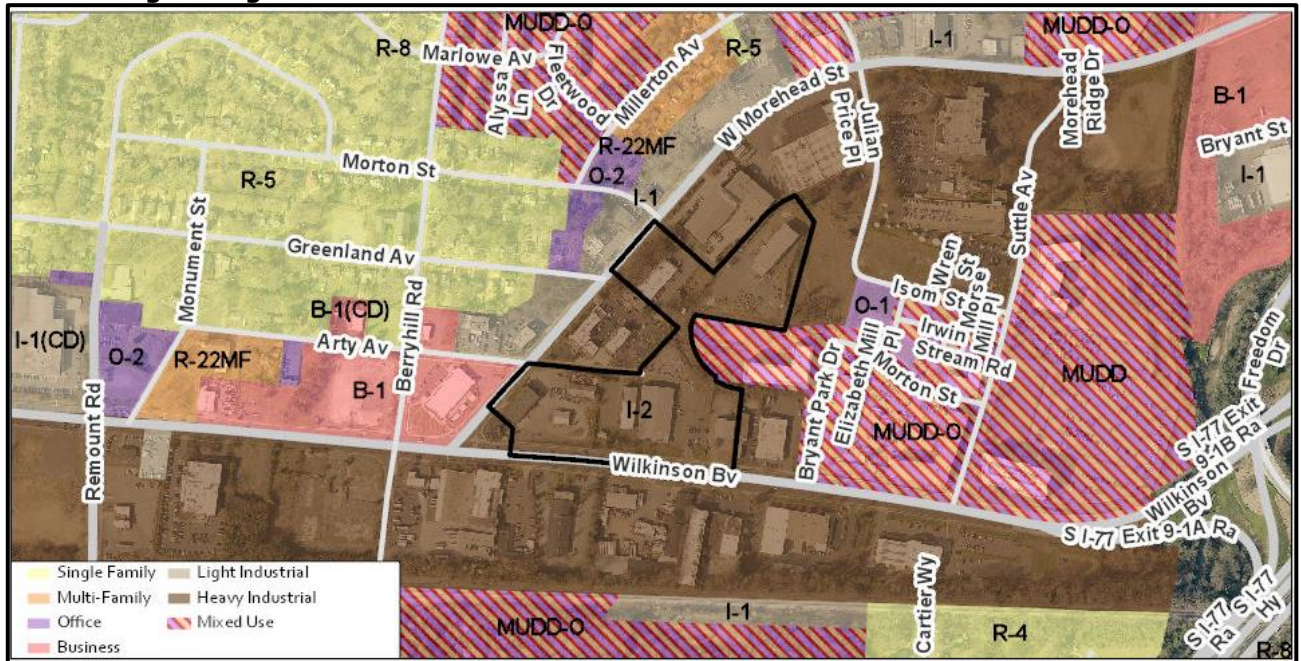 MUDD-O
R-5
I-1
MUDD-O
R-8
Marlowe Av
Fleetwood
Dr
Millerton Av
Alyssa
Ln
W Morehead St
Julian
Price Pl
Morehead
Ridge Dr
B-1
Bryant St
I-1
R-22MF
O-2
I-1
Morton St
R-5
Monument St
Greenland Av
Suttle Av
Wren
St
Isom St
Morse
O-1
Irwin
Mill Pl
Stream Rd
B-1(CD)
I-1(CD)
Arty Av
Berryhill Rd
O-2
R-22MF
B-1
I-2
MUDD
Elizabeth Mill
Pl
Morton St
Bryant Park Dr
MUDD-O
Remount Rd
Wilkinson Bv
Freedom
Dr
S I-77 Exit
9-1B Ra
Wilkinson
Bv
S I-77 Exit 9-1A Ra
Cartier Wy
S I-77
Ra
S I-77
Hy
MUDD-O
I-1
R-4
R-8
Single Family
Multi-Family
Office
Business
Light Industrial
Heavy Industrial
Mixed Use